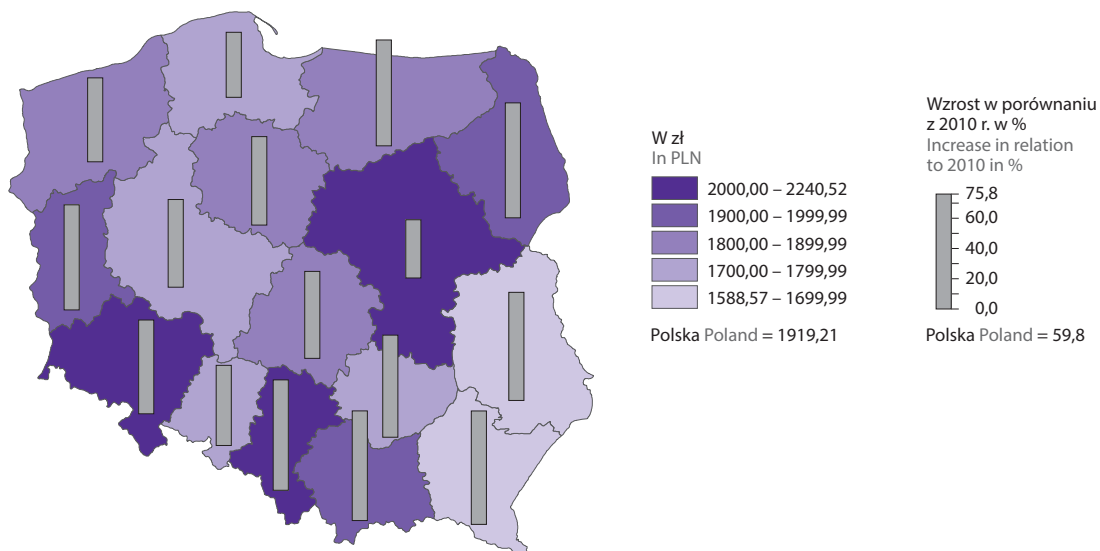 W zł
In PLN
2000,00 – 2240,52
1900,00 – 1999,99
1800,00 – 1899,99
1700,00 – 1799,99
1588,57 – 1699,99
Polska Poland = 1919,21
Wzrost w porównaniu
z 2010 r. w %
Increase in relation
to 2010 in %
75,8
60,0
40,0
20,0
0,0
Polska Poland = 59,8